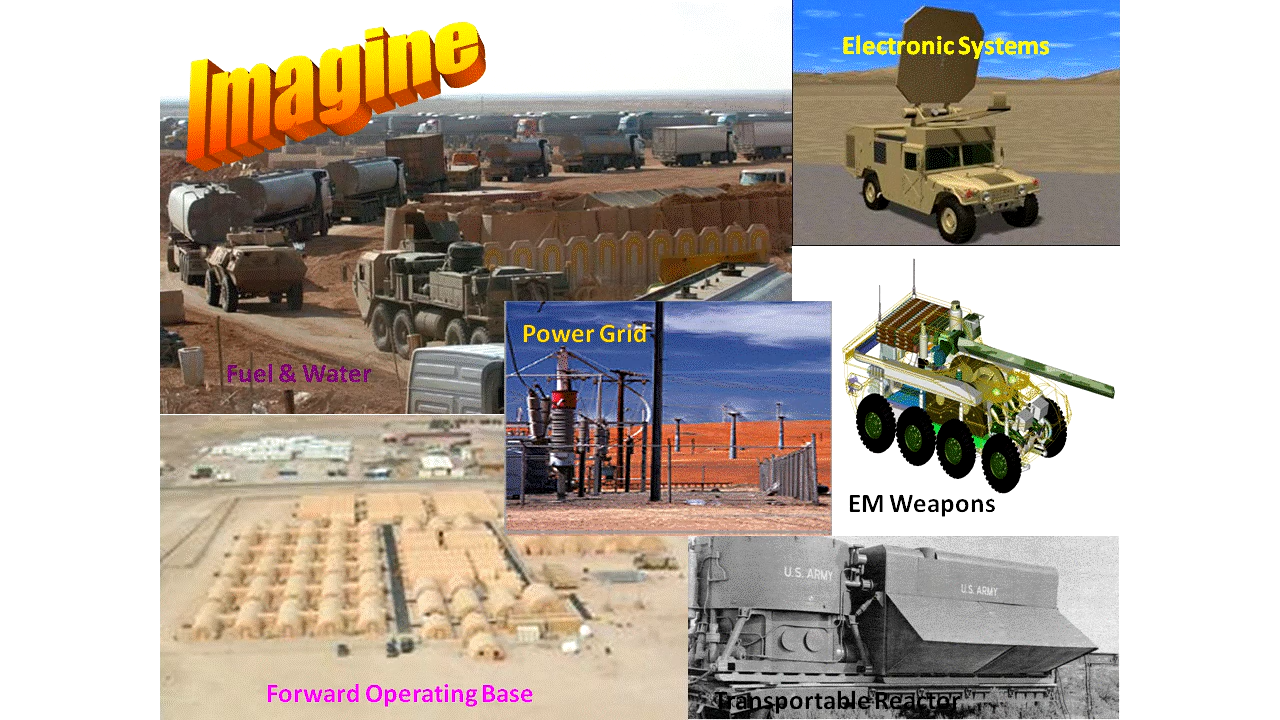 Imagine
Electronic Systems
Power Grid
Fuel & Water
EM Weapons
U.S. ARMY
U.S. ARMY
Forward Operating Base
Transportable Reactor